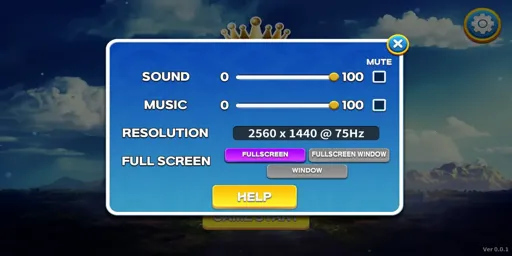 MUTE
SOUND 0 100
MUSIC 0 100
RESOLUTION 2560 x 1440 @ 75Hz
FULL SCREEN FULLSCREEN FULLSCREEN WINDOW
WINDOW
HELP
Ver 0.0.1